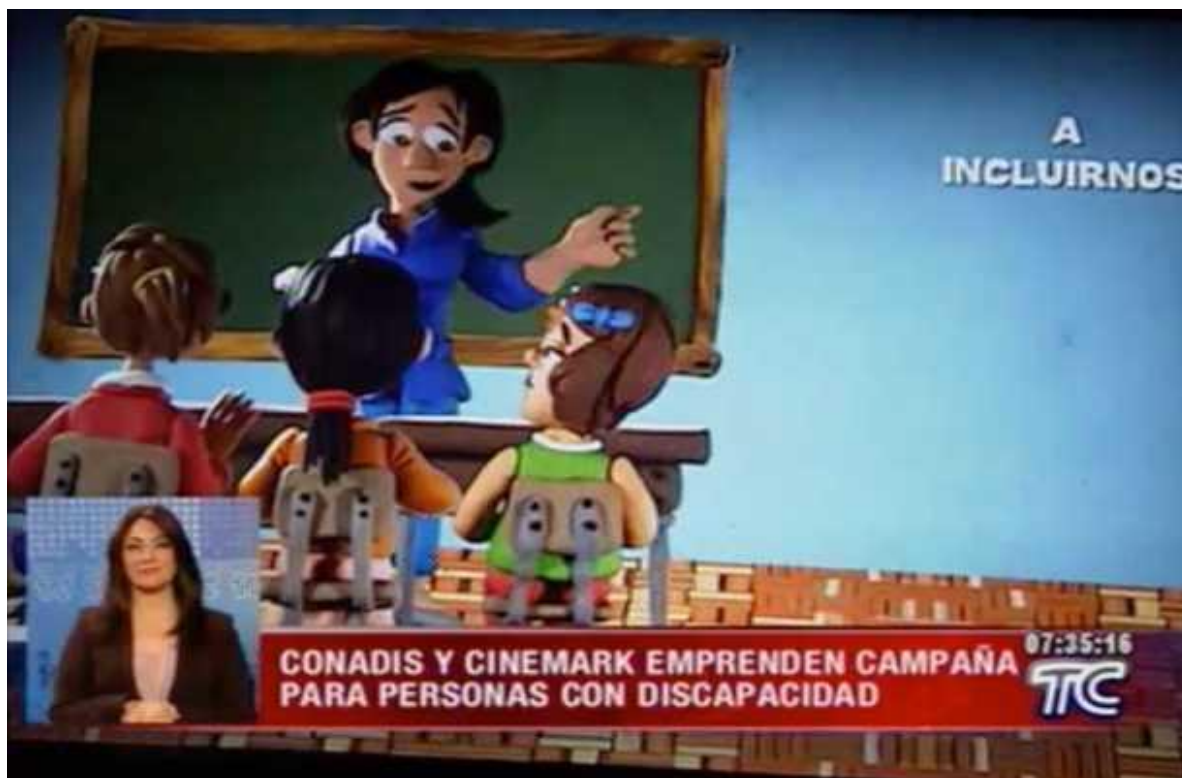 A
INCLUIRNOS
07:35:16
CONADIS Y CINEMARK EMPRENDEN CAMPAÑA
PARA PERSONAS CON DISCAPACIDAD
TC